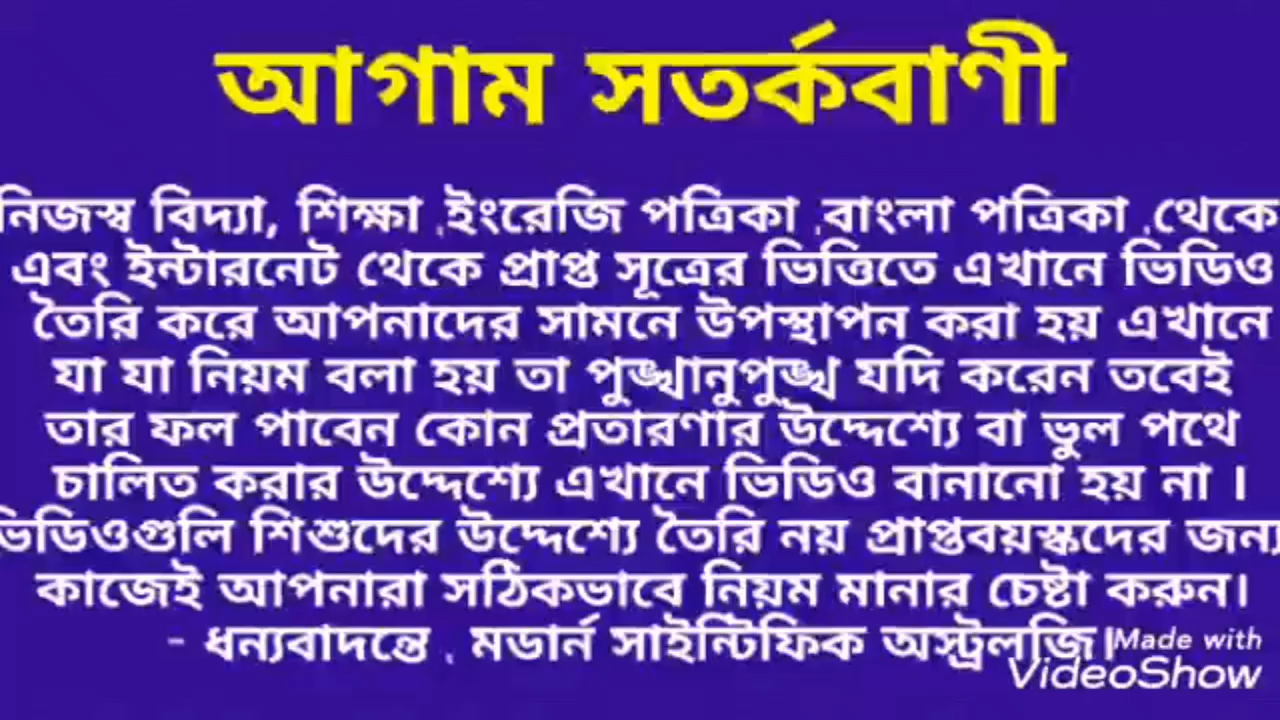 আগাম সতর্কবাণী
নিজস্ব বিদ্যা, শিক্ষা ,ইংরেজি পত্রিকা ,বাংলা পত্রিকা ,থেকে
এবং ইন্টারনেট থেকে প্রাপ্ত সূত্রের ভিত্তিতে এখানে ভিডিও
তৈরি করে আপনাদের সামনে উপস্থাপন করা হয় এখানে
যা যা নিয়ম বলা হয় তা পুঙ্খানুপুঙ্খ যদি করেন তবেই
তার ফল পাবেন কোন প্রতারণার উদ্দেশ্যে বা ভুল পথে
চালিত করার উদ্দেশ্যে এখানে ভিডিও বানানো হয় না ।
ভিডিওগুলি শিশুদের উদ্দেশ্যে তৈরি নয় প্রাপ্তবয়স্কদের জন্য
কাজেই আপনারা সঠিকভাবে নিয়ম মানার চেষ্টা করুন।
- ধন্যবাদন্তে , মডার্ন সাইন্টিফিক অস্ট্রলজি।
Made with
VideoShow